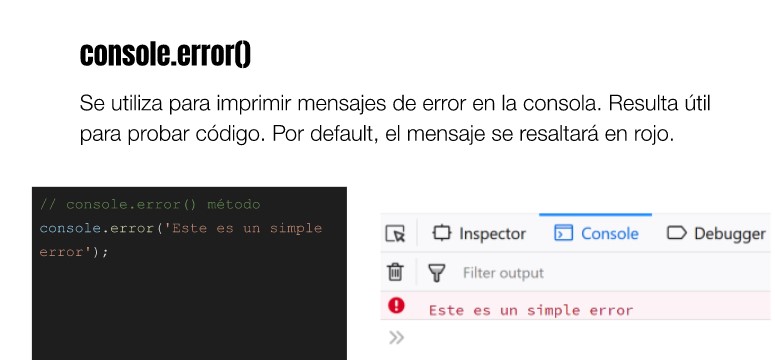 console.error()
Se utiliza para imprimir mensajes de error en la consola. Resulta útil
para probar código. Por default, el mensaje se resaltará en rojo.
// console.error() método
console.error('Este es un simple
error');
Inspector Console Debugger
Filter output
Este es un simple error
»